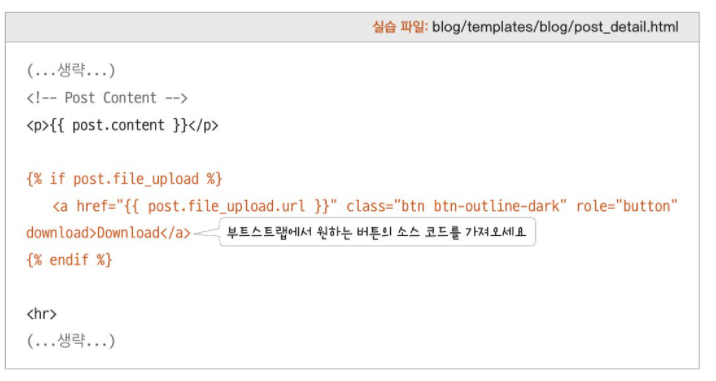 실습 파일: blog/templates/blog/post_detail.html
(...생략...)
<!-- Post Content -->
<p>{{ post.content }}</p>
{% if post.file_upload %}
<a href="{{ post.file_upload.url }}" class="btn btn-outline-dark" role="button"
download>Download</a> 부트스트랩에서 원하는 버튼의 소스 코드를 가져오세요
{% endif %}
<hr>
(...생략...)